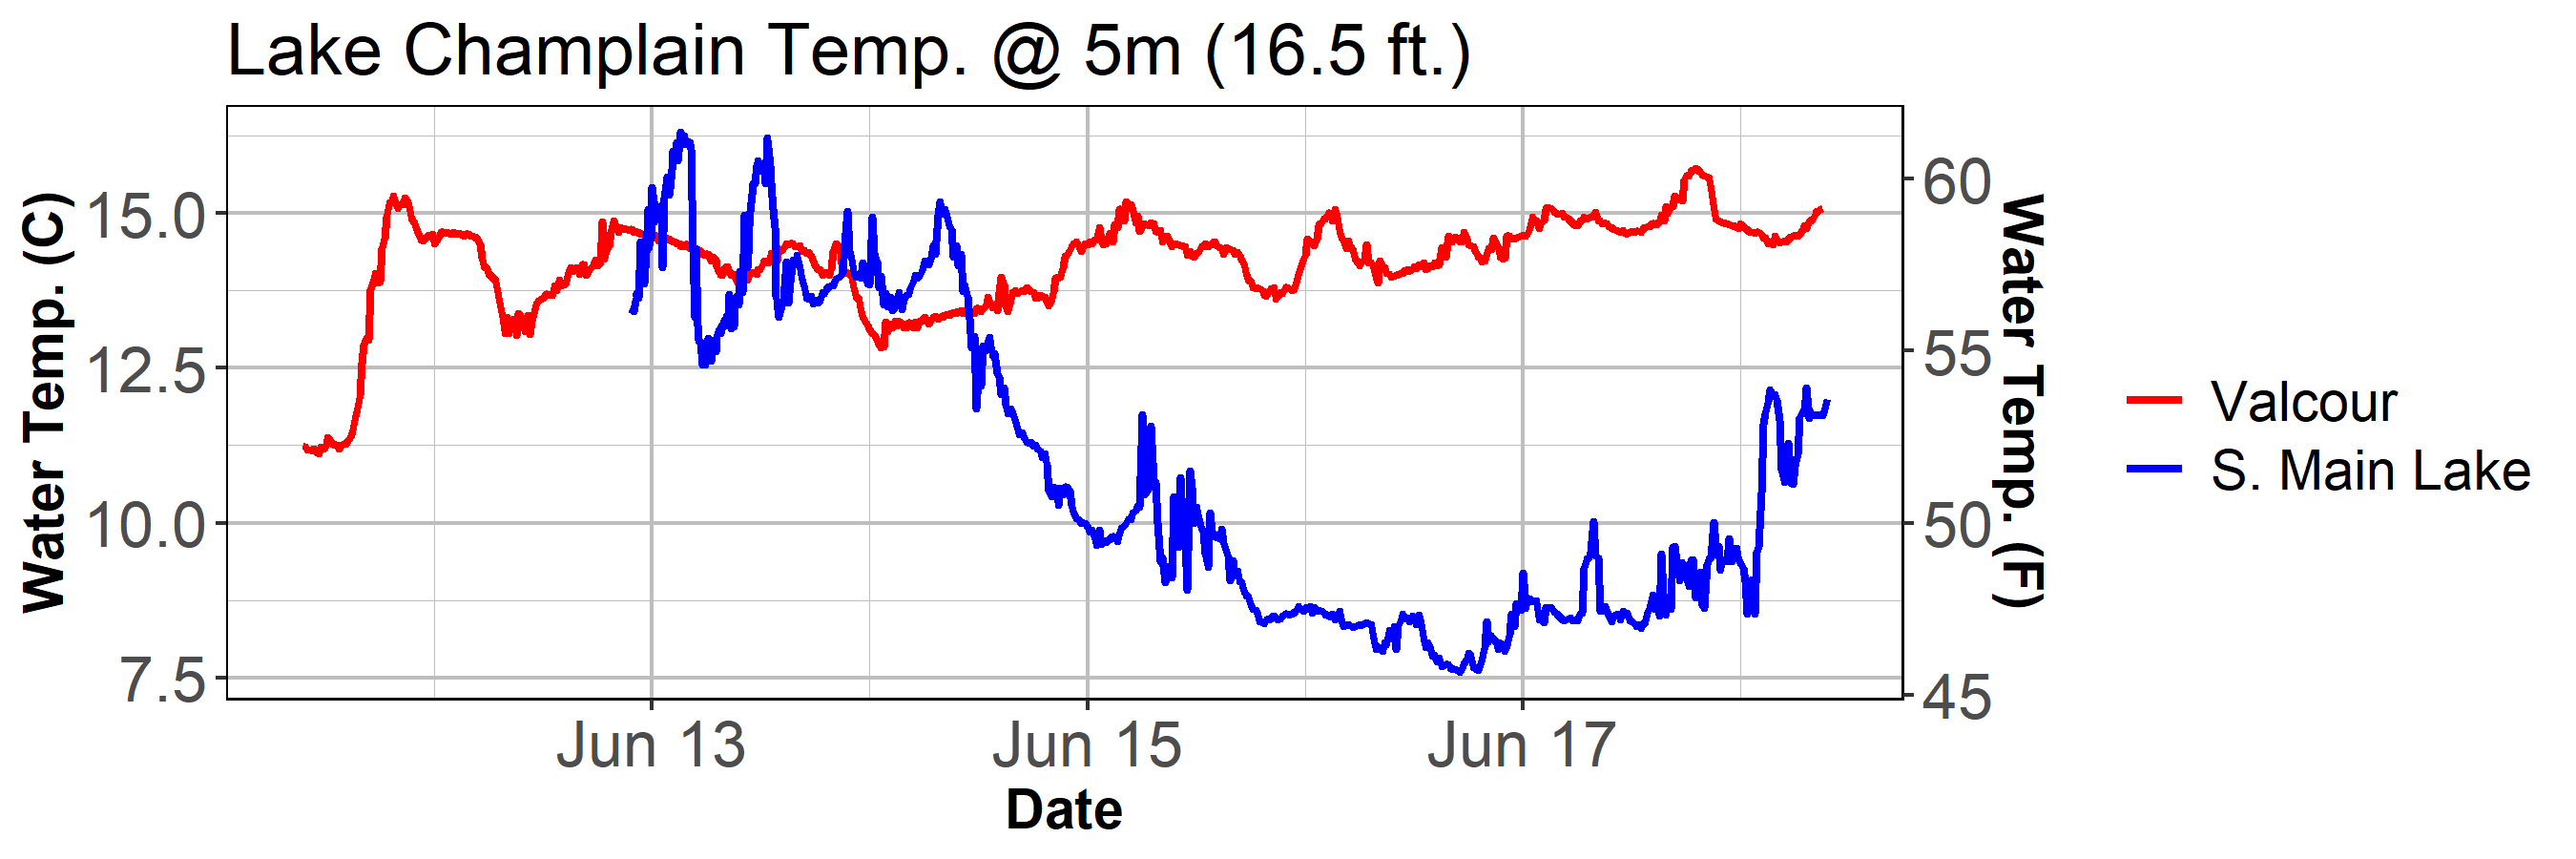 Lake Champlain Temp. @ 5m (16.5 ft.)
Water Temp. (C)
15.0
12.5
10.0
7.5
60
55
50
45
Water Temp. (F)
Jun 13
Jun 15
Jun 17
Date
Valcour
S. Main Lake